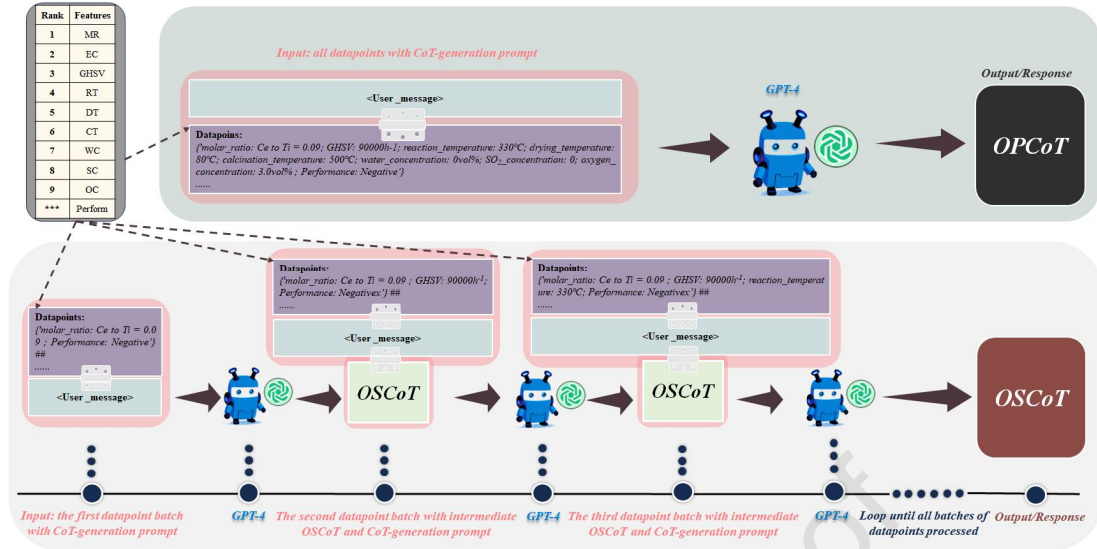 Rank Features
1 MR
2 EC
3 GHSV
4 RT
5 DT
6 CT
7 WC
8 SC
9 OC
*** Perform
Input: all datapoints with CoT-generation prompt
<User_message>
Datapoins:
{'molar_ratio: Ce to Ti = 0.09; GHSV: 90000h-1; reaction_temperature: 330℃; drying_temperature:
80℃; calcination_temperature: 500℃; water_concentration: 0vol%; SO₂_concentration: 0; oxygen_
concentration: 3.0vol% ; Performance: Negative'}
......
GPT-4
Output/Response
OPCoT
Datapoints:
{'molar_ratio: Ce to Ti = 0.0
9 ; Performance: Negative'}
##
......
<User_message>
Datapoints:
{'molar_ratio: Ce to Ti = 0.09 ; GHSV: 90000h⁻¹;
Performance: Negativex'} ##
......
<User_message>
OSCoT
Datapoints:
{'molar_ratio: Ce to Ti = 0.09 ; GHSV: 90000h⁻¹; reaction_temperat
ure: 330℃; Performance: Negativex'} ##
......
<User_message>
OSCoT
OSCoT
Input: the first datapoint batch
with CoT-generation prompt
GPT-4
The second datapoint batch with intermediate
OSCoT and CoT-generation prompt
GPT-4
The third datapoint batch with intermediate
OSCoT and CoT-generation prompt
GPT-4
Loop until all batches of
datapoints processed
Output/Response
of